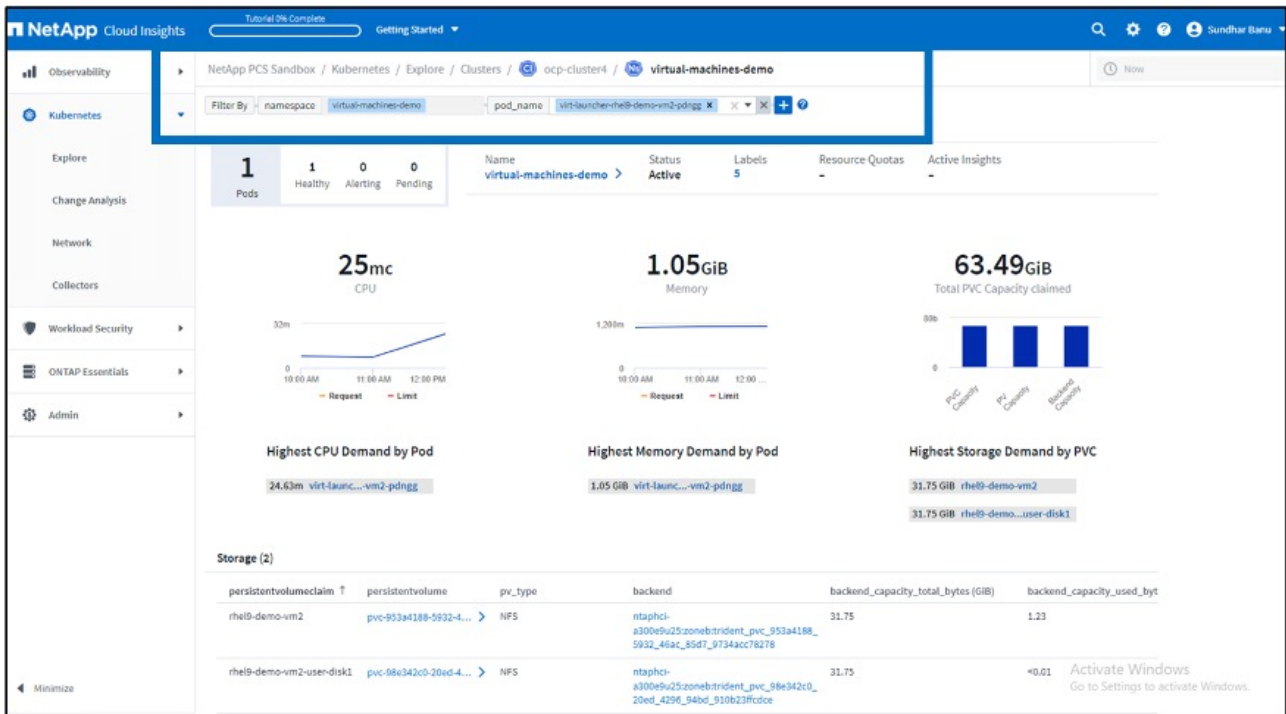 NetApp Cloud Insights
Tutorial 0% Complete
Getting Started
Sundhar Banu
Observability
Kubernetes
Explore
Change Analysis
Network
Collectors
Workload Security
ONTAP Essentials
Admin
Minimize
NetApp PCS Sandbox / Kubernetes / Explore / Clusters / CI ocp-cluster4 / NS virtual-machines-demo
Now
Filter By namespace virtual-machines-demo pod_name virt-launcher-rhel9-demo-vm2-pdngg
1
Pods
1 0 0
Healthy Alerting Pending
Name Status Labels Resource Quotas Active Insights
virtual-machines-demo Active 5 - -
25mc
CPU
32m
0
10:00 AM 11:00 AM 12:00 PM
Request Limit
1.05GiB
Memory
1,200m
0
10:00 AM 11:00 AM 12:00 ...
Request Limit
63.49GiB
Total PVC Capacity claimed
80b
0
PVC Capacity
PV Capacity
Backend Capacity
Highest CPU Demand by Pod
24.63m virt-launc...-vm2-pdngg
Highest Memory Demand by Pod
1.05 GiB virt-launc...-vm2-pdngg
Highest Storage Demand by PVC
31.75 GiB rhel9-demo-vm2
31.75 GiB rhel9-demo...user-disk1
Storage (2)
persistentvolumeclaim ↑ persistentvolume pv_type backend backend_capacity_total_bytes (GiB) backend_capacity_used_byt
rhel9-demo-vm2 pvc-953a4188-5932-4... NFS ntaphci- 31.75 1.23
a300e9u25:zoneb:trident_pvc_953a4188_
5932_46ac_85d7_9734acc78278
rhel9-demo-vm2-user-disk1 pvc-98e342c0-20ed-4... NFS ntaphci- 31.75 <0.01
a300e9u25:zoneb:trident_pvc_98e342c0_
20ed_4296_94bd_910b23ffcdce
Activate Windows
Go to Settings to activate Windows.